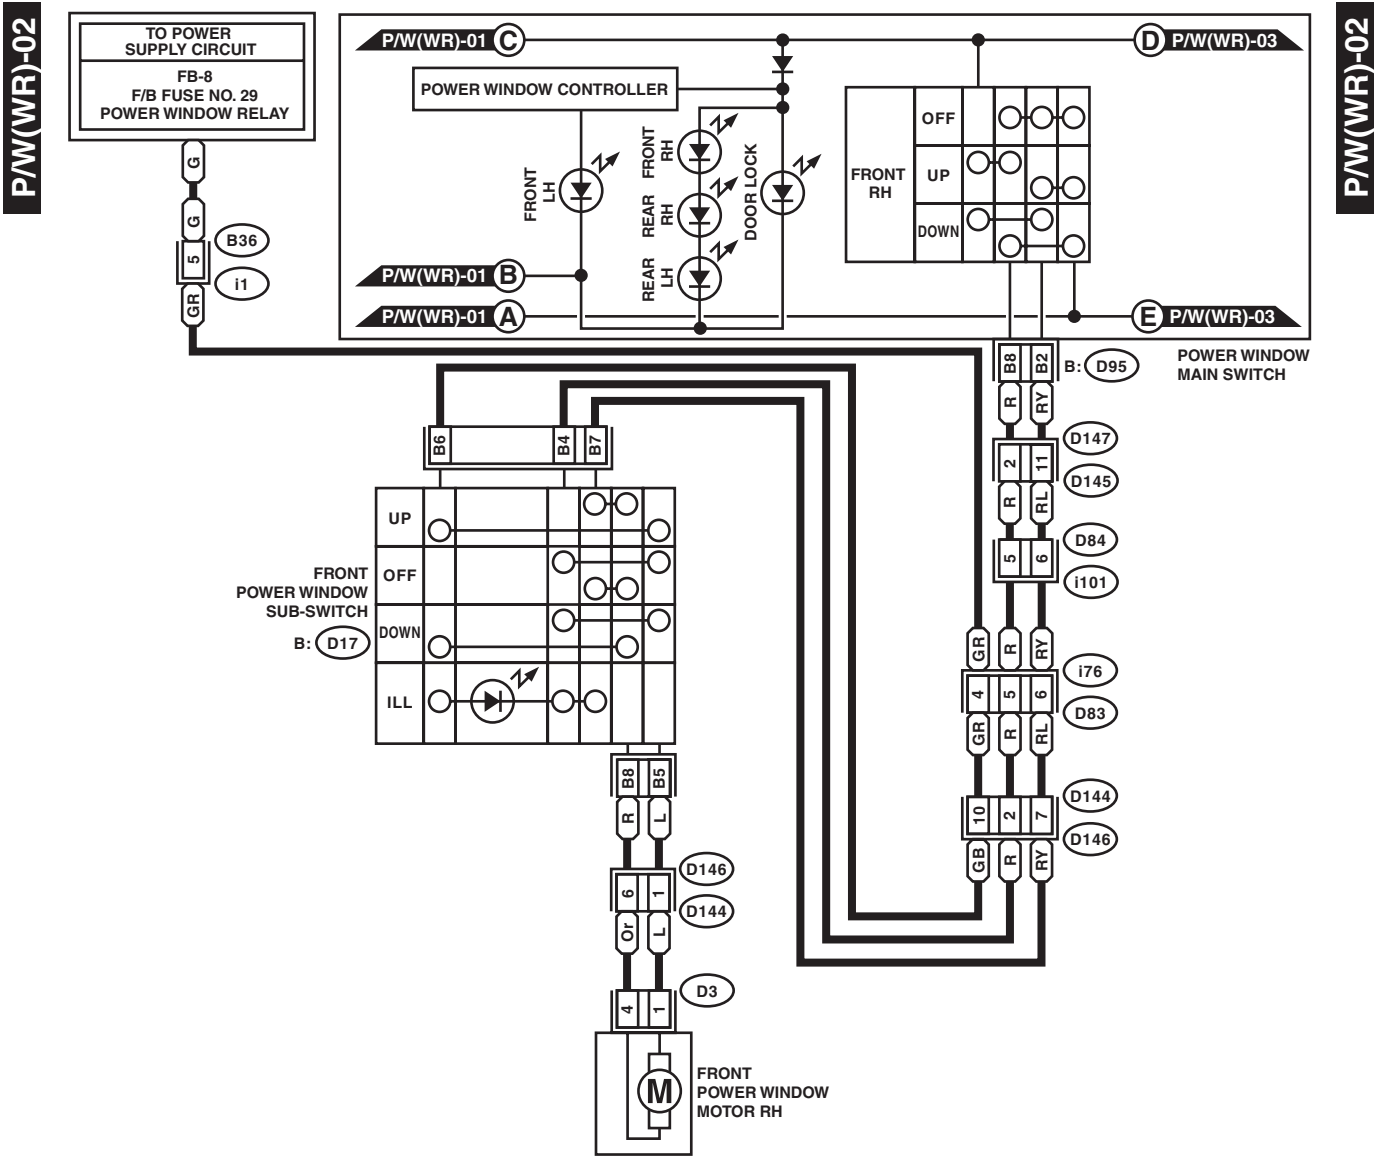 P/W(WR)-02
P/W(WR)-02
TO POWER
SUPPLY CIRCUIT
FB-8
F/B FUSE NO. 29
POWER WINDOW RELAY
G
G
5
B36
i1
GR
P/W(WR)-01 C
D P/W(WR)-03
POWER WINDOW CONTROLLER
FRONT
LH
FRONT
RH
REAR
RH
REAR
LH
DOOR LOCK
P/W(WR)-01 B
P/W(WR)-01 A
E P/W(WR)-03
FRONT
RH
OFF
UP
DOWN
POWER WINDOW
MAIN SWITCH
B8 B2
B: D95
R RY
D147
2 11
D145
R RL
D84
5 6
i101
GR R RY
i76
4 5 6
D83
GR R RL
D144
10 2 7
D146
GB R RY
B6 B4 B7
UP
OFF
DOWN
ILL
FRONT
POWER WINDOW
SUB-SWITCH
B: D17
B8 B5
R L
D146
6 1
D144
Or L
D3
4 1
M
FRONT
POWER WINDOW
MOTOR RH